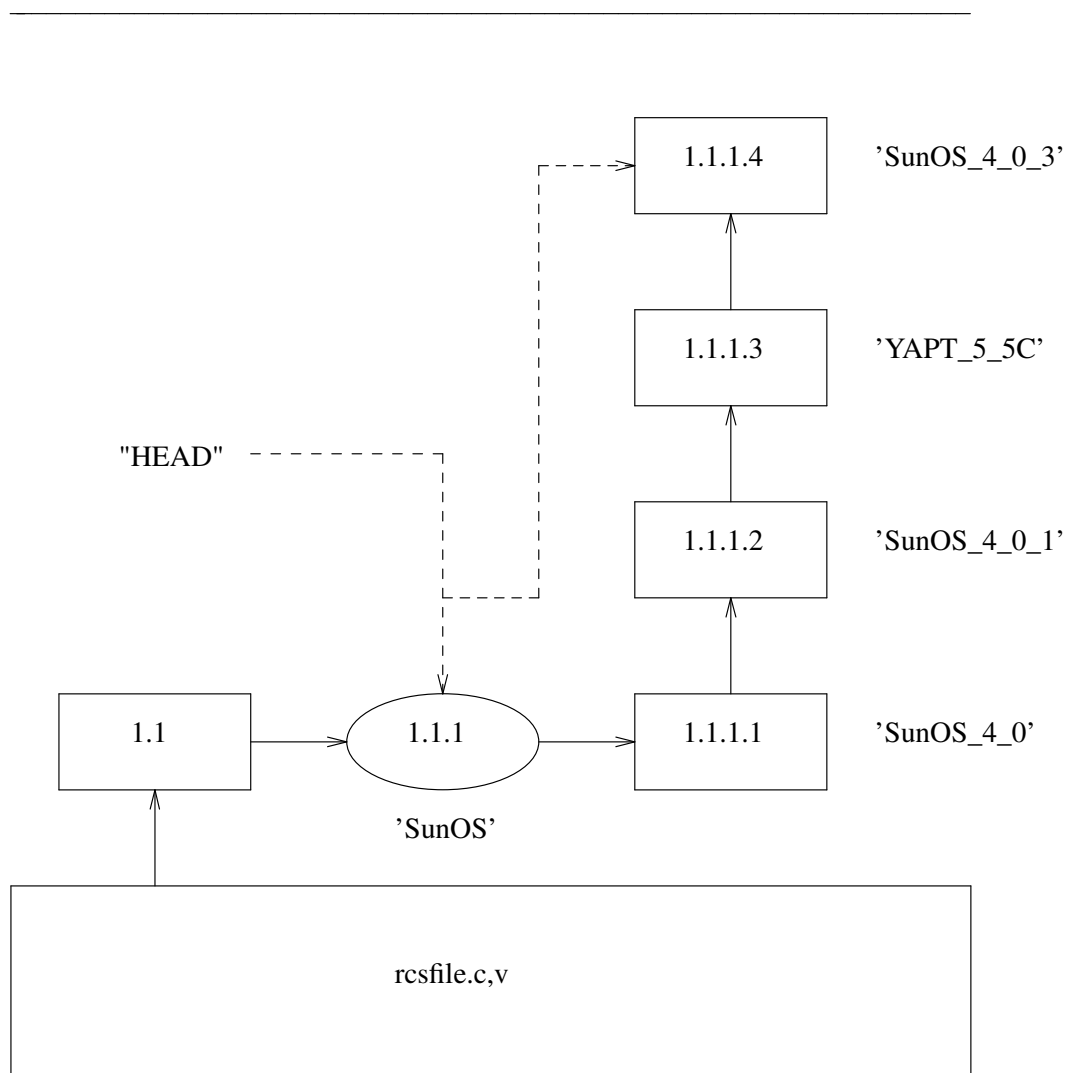 1.1.1.4 ’SunOS_4_0_3’
1.1.1.3 ’YAPT_5_5C’
"HEAD"
1.1.1.2 ’SunOS_4_0_1’
1.1 1.1.1 1.1.1.1 ’SunOS_4_0’
’SunOS’
rcsfile.c,v